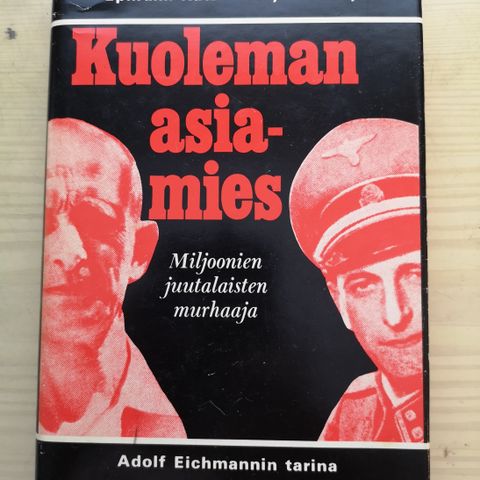 Kuoleman
asia-
mies
Miljoonien
juutalaisten
murhaaja
Adolf Eichmannin tarina